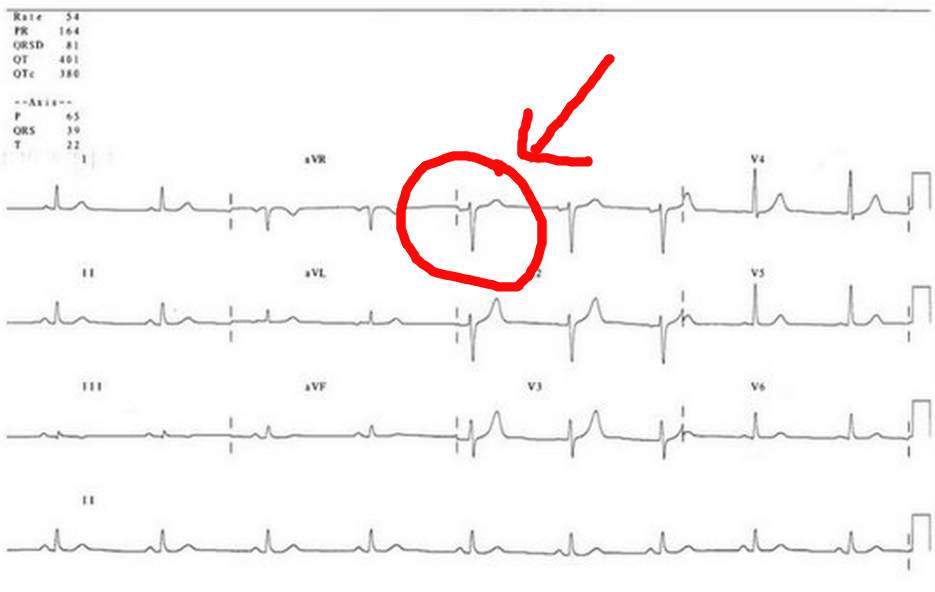 Rate 54
PR 164
QRSD 81
QT 401
QTc 380
--Axis--
P 65
QRS 39
T 22
I aVR V4
II aVL 2 V5
III aVF V3 V6
II